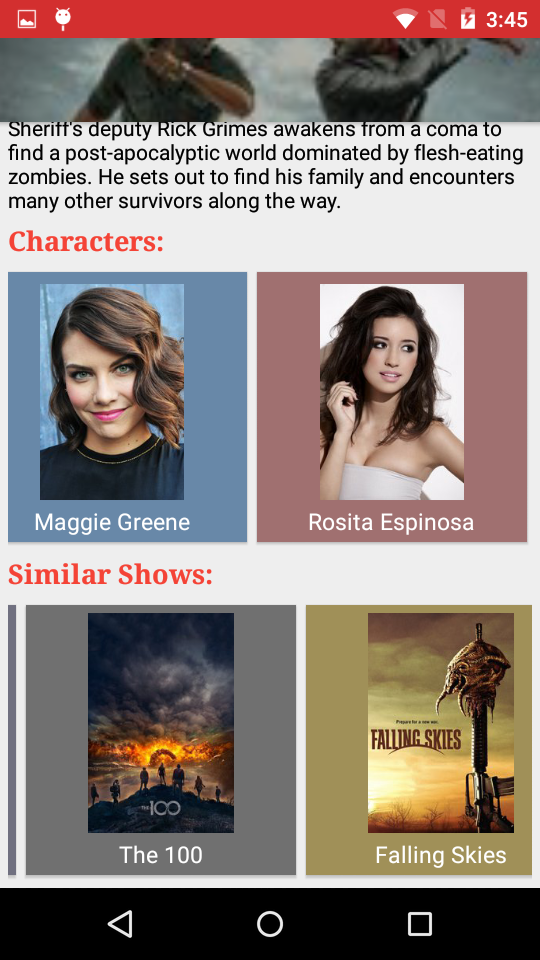 3:45
Sheriff's deputy Rick Grimes awakens from a coma to
find a post-apocalyptic world dominated by flesh-eating
zombies. He sets out to find his family and encounters
many other survivors along the way.
Characters:
Maggie Greene
Rosita Espinosa
Similar Shows:
THE 100
Prepare for a new war.
FALLING SKIES
The 100
Falling Skies